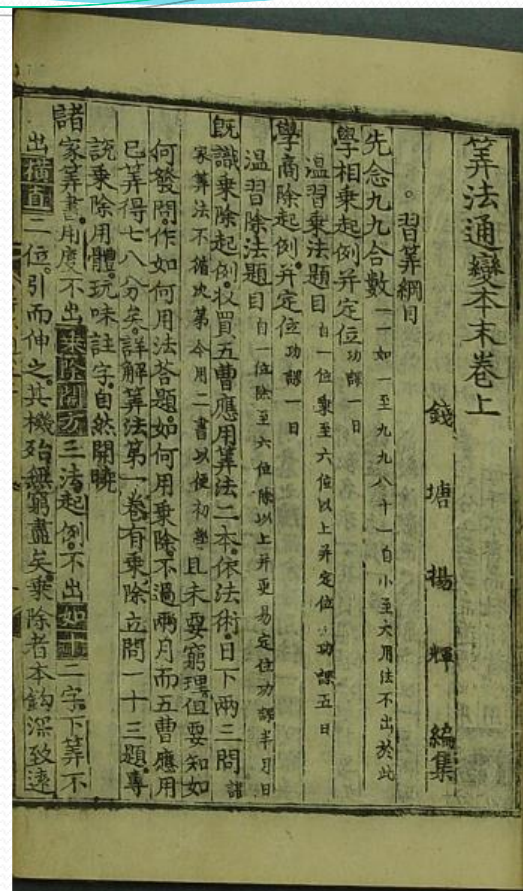 筭法通變本末卷上
錢塘揚輝編集
。習筭綱目
先念九九合數一一如一至九九八十一自小至大用法不出於此
學相乘起例并定位功課一日
溫習乘法題目自一位乘至六位以上并定位功課五日
學商除起例并定位功課一日
溫習除法題目自一位除至六位除以上并更易定位功課半月日
既識乘除起例收買五曹應用筭法二本依法術日下兩三問諸
家筭法不循次第今用二書以便初學且未要窮理但要知如
何發問作如何用法答題如何用乘除不過兩月而五曹應用
已筭得七八分矣詳解筭法第一卷有乘除立問一十三題專
說乘除用體玩味註字自然開曉
諸家筭書用度不出乘除開方三法起例不出如十二字下筭不
出橫直二位引而伸之其機殆無窮盡矣乘除者本鈎深致遠